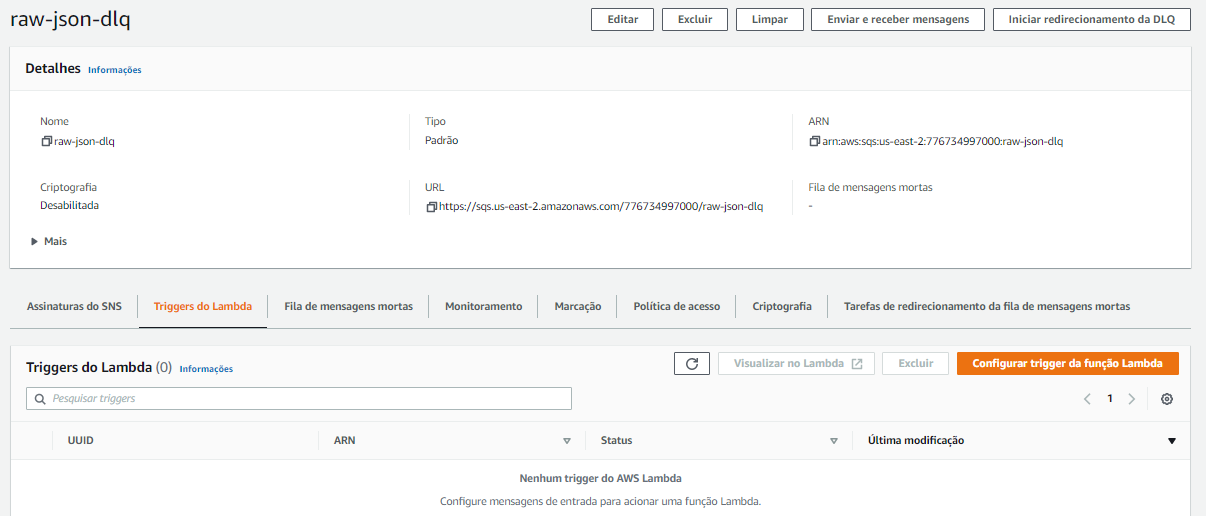 raw-json-dlq
Editar
Excluir
Limpar
Enviar e receber mensagens
Iniciar redirecionamento da DLQ
Detalhes Informações
Nome
raw-json-dlq
Tipo
Padrão
ARN
arn:aws:sqs:us-east-2:776734997000:raw-json-dlq
Criptografia
Desabilitada
URL
https://sqs.us-east-2.amazonaws.com/776734997000/raw-json-dlq
Fila de mensagens mortas
-
Mais
Assinaturas do SNS
Triggers do Lambda
Fila de mensagens mortas
Monitoramento
Marcação
Política de acesso
Criptografia
Tarefas de redirecionamento da fila de mensagens mortas
Triggers do Lambda (0) Informações
Visualizar no Lambda
Excluir
Configurar trigger da função Lambda
Pesquisar triggers
1
UUID
ARN
Status
Última modificação
Nenhum trigger do AWS Lambda
Configure mensagens de entrada para acionar uma função Lambda.